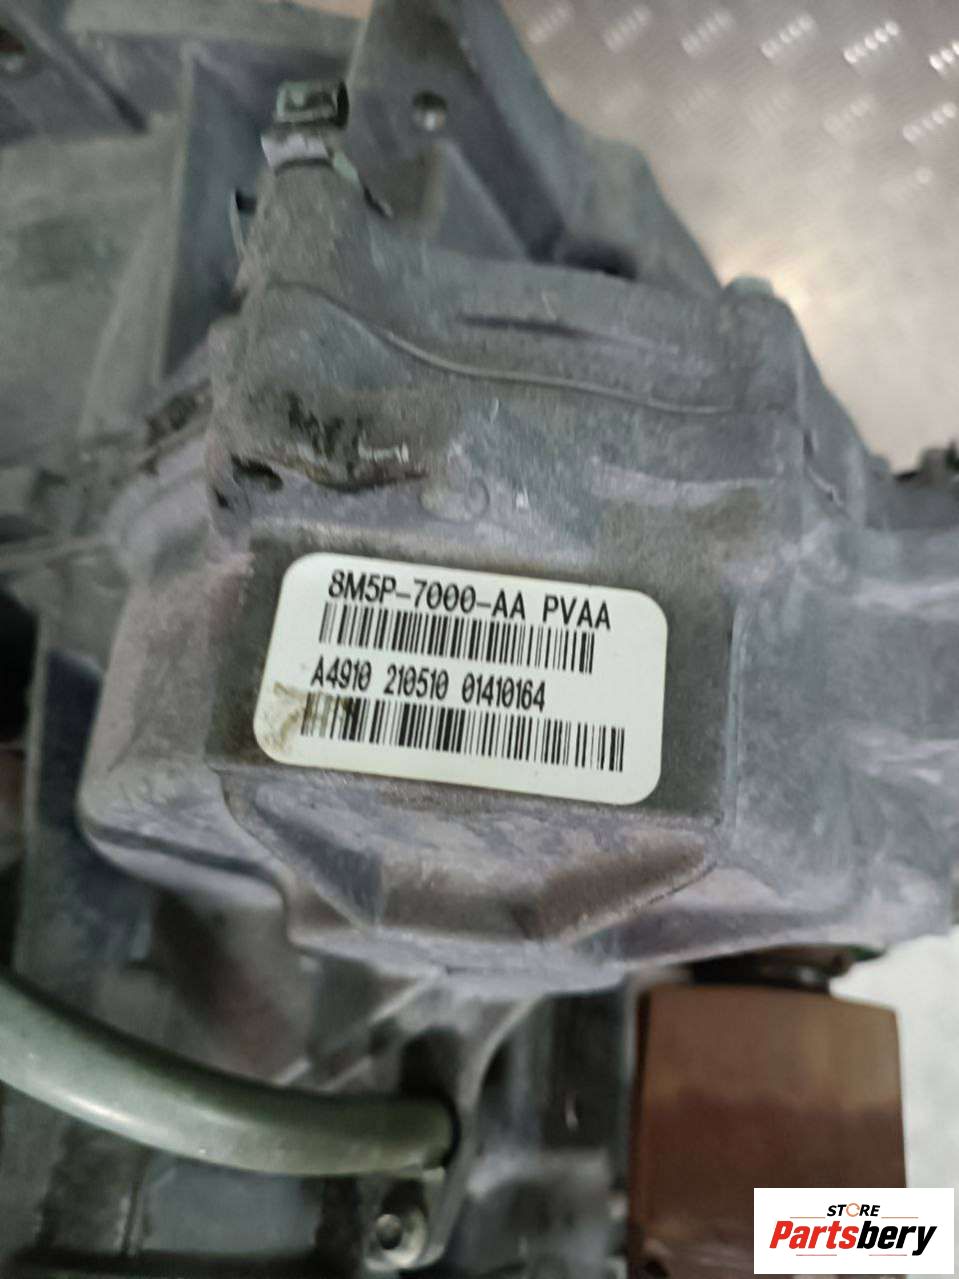 8M5P-7000-AA PVAA
A4910 210510 01410164
STORE
Partsbery